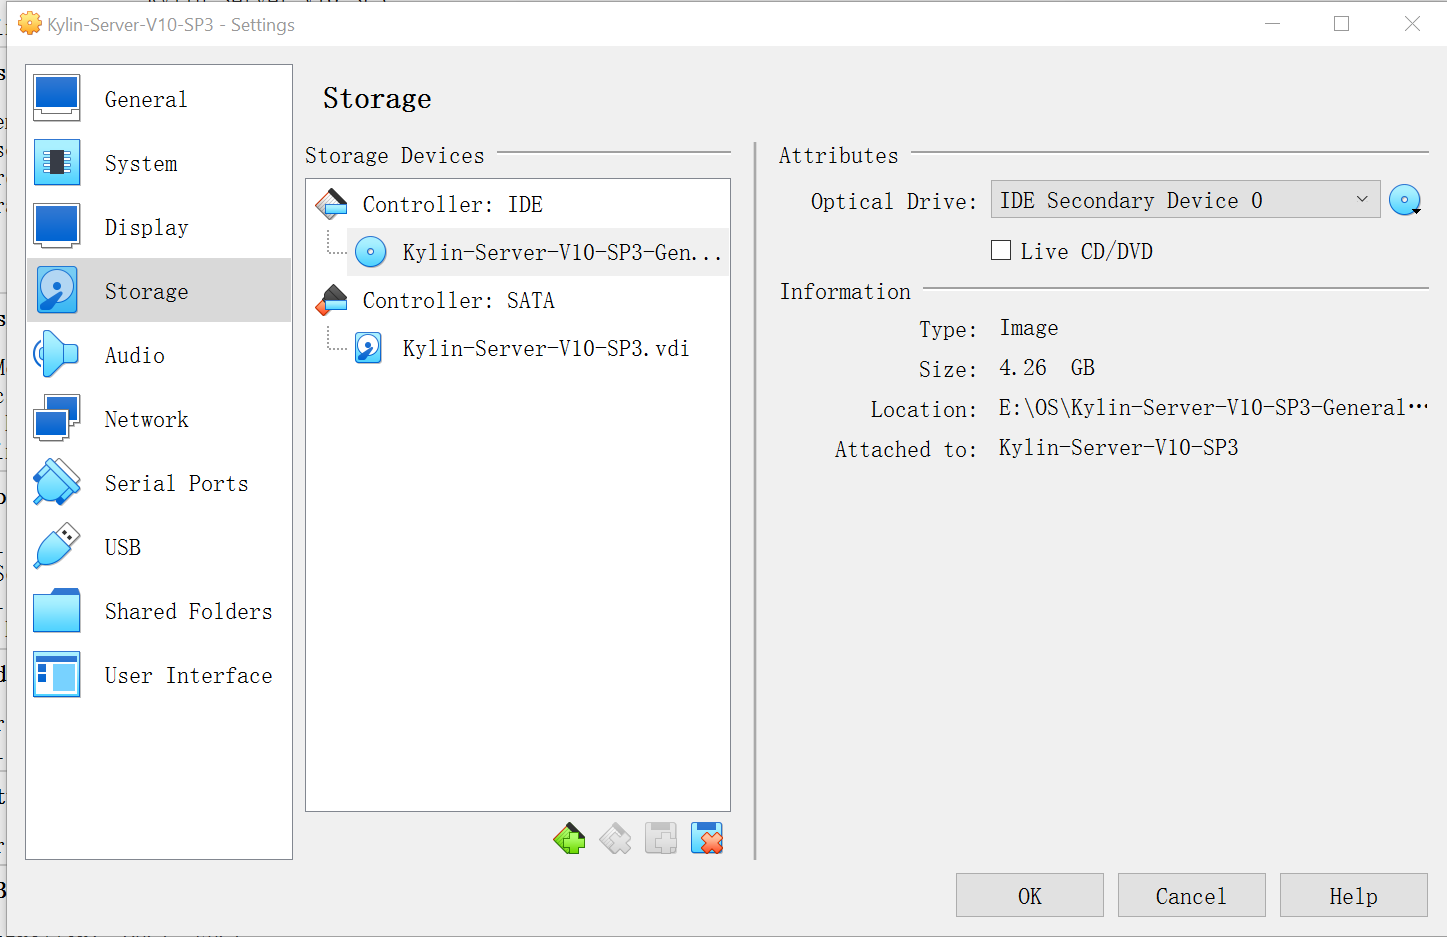 Kylin-Server-V10-SP3 - Settings
General
System
Display
Storage
Audio
Network
Serial Ports
USB
Shared Folders
User Interface
Storage
Storage Devices
Controller: IDE
Kylin-Server-V10-SP3-Gen...
Controller: SATA
Kylin-Server-V10-SP3.vdi
Attributes
Optical Drive: IDE Secondary Device 0
Live CD/DVD
Information
Type: Image
Size: 4.26 GB
Location: E:\OS\Kylin-Server-V10-SP3-General…
Attached to: Kylin-Server-V10-SP3
OK Cancel Help